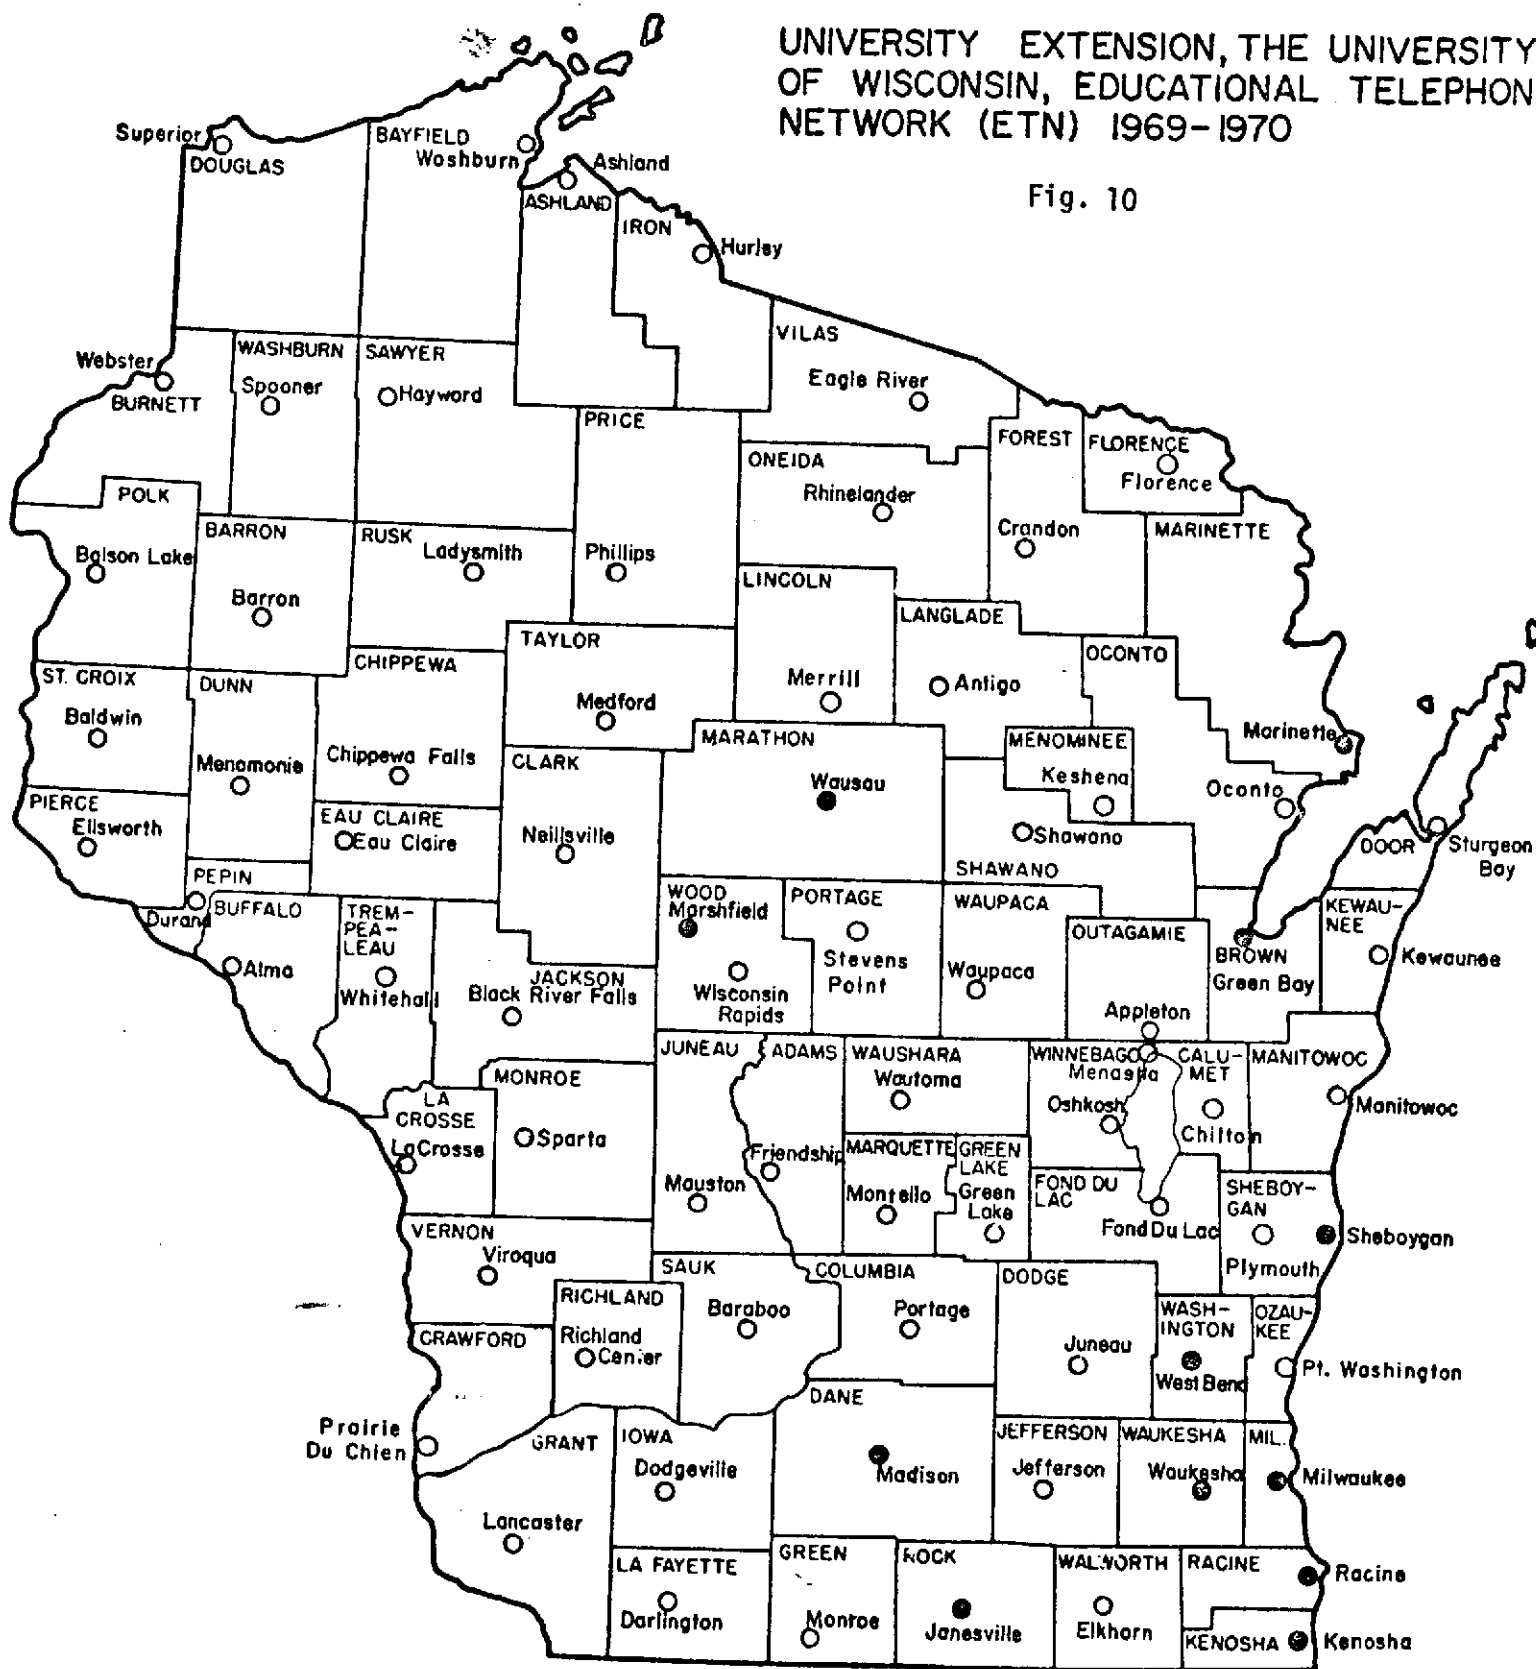 UNIVERSITY EXTENSION, THE UNIVERSITY
OF WISCONSIN, EDUCATIONAL TELEPHON
NETWORK (ETN) 1969-1970
Fig. 10
Superior
DOUGLAS
BAYFIELD
Washburn
Ashland
ASHLAND
IRON
Hurley
VILAS
Eagle River
Webster
BURNETT
WASHBURN
Spooner
SAWYER
Hayward
PRICE
Phillips
ONEIDA
Rhinelander
FOREST
Crandon
FLORENCE
Florence
MARINETTE
Marinette
POLK
Balson Lake
BARRON
Barron
RUSK
Ladysmith
LINCOLN
Merrill
LANGLADE
Antigo
TAYLOR
Medford
CHIPPEWA
Chippewa Falls
OCONTO
Oconto
ST. CROIX
Baldwin
DUNN
Menomonie
MARATHON
Wausau
MENOMINEE
Keshena
CLARK
Neillsville
PIERCE
Ellsworth
EAU CLAIRE
Eau Claire
Shawano
SHAWANO
DOOR
Sturgeon
Bay
PEPIN
Durand
BUFFALO
Alma
TREM-
PEA-
LEAU
Whitehall
JACKSON
Black River Falls
WOOD
Marshfield
Wisconsin
Rapids
PORTAGE
Stevens
Point
WAUPACA
Waupaca
OUTAGAMIE
Appleton
BROWN
Green Bay
KEWAU-
NEE
Kewaunee
JUNEAU
Mauston
ADAMS
Friendship
WAUSHARA
Wautoma
WINNEBAGO
Menasha
Oshkosh
CALU-
MET
Chilton
MANITOWOC
Manitowoc
MONROE
Sparta
LA
CROSSE
LaCrosse
MARQUETTE
Montello
GREEN
LAKE
Green
Lake
FOND DU
LAC
Fond Du Lac
SHEBOY-
GAN
Sheboygan
Plymouth
VERNON
Viroqua
SAUK
Baraboo
COLUMBIA
Portage
DODGE
Juneau
WASH-
INGTON
West Bend
OZAU-
KEE
Pt. Washington
RICHLAND
Richland
Center
CRAWFORD
Prairie
Du Chien
GRANT
Lancaster
IOWA
Dodgeville
DANE
Madison
JEFFERSON
Jefferson
WAUKESHA
Waukesha
MIL.
Milwaukee
LA FAYETTE
Darlington
GREEN
Monroe
ROCK
Janesville
WALWORTH
Elkhorn
RACINE
Racine
KENOSHA
Kenosha